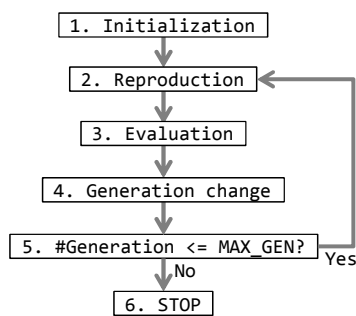 1. Initialization
2. Reproduction
3. Evaluation
4. Generation change
5. #Generation <= MAX_GEN?
Yes
No
6. STOP